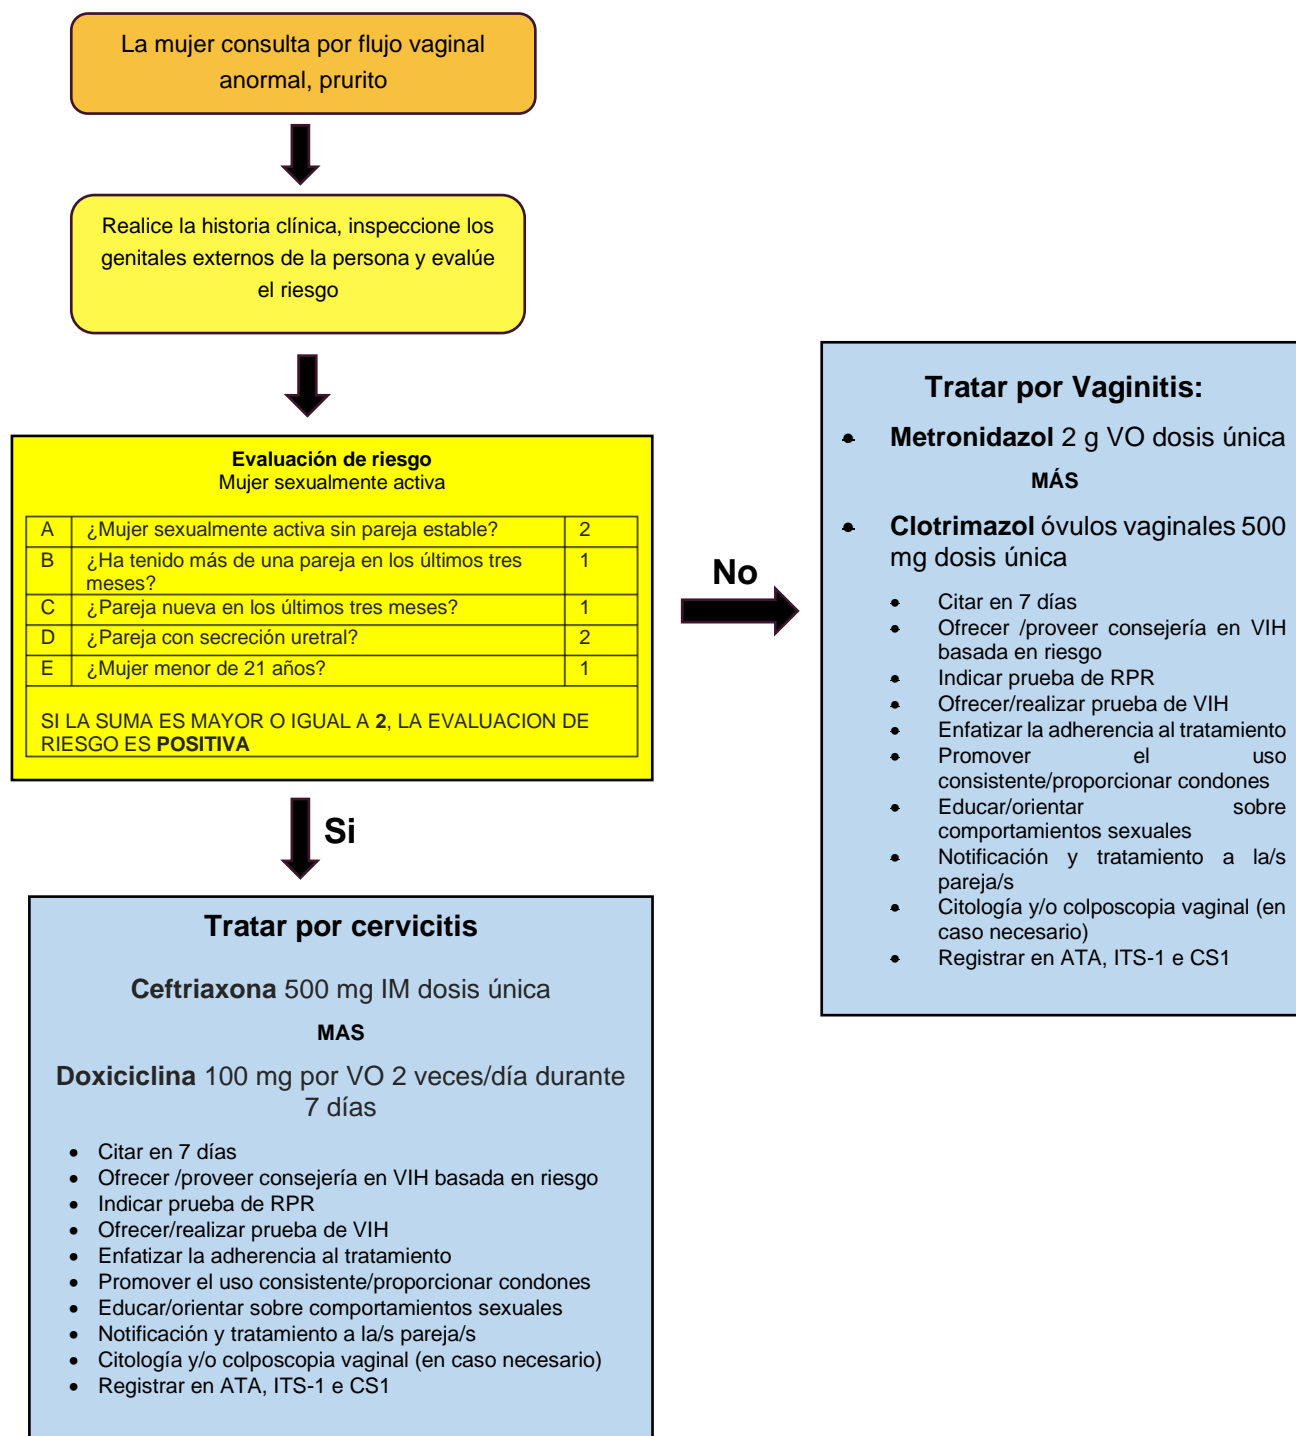 La mujer consulta por flujo vaginal
anormal, prurito
Realice la historia clínica, inspeccione los
genitales externos de la persona y evalúe
el riesgo
Evaluación de riesgo
Mujer sexualmente activa
A ¿Mujer sexualmente activa sin pareja estable? 2
B ¿Ha tenido más de una pareja en los últimos tres 1
meses?
C ¿Pareja nueva en los últimos tres meses? 1
D ¿Pareja con secreción uretral? 2
E ¿Mujer menor de 21 años? 1
SI LA SUMA ES MAYOR O IGUAL A 2, LA EVALUACION DE
RIESGO ES POSITIVA
No
Tratar por Vaginitis:
• Metronidazol 2 g VO dosis única
MÁS
• Clotrimazol óvulos vaginales 500
mg dosis única
• Citar en 7 días
• Ofrecer /proveer consejería en VIH
basada en riesgo
• Indicar prueba de RPR
• Ofrecer/realizar prueba de VIH
• Enfatizar la adherencia al tratamiento
• Promover el uso
consistente/proporcionar condones
• Educar/orientar sobre
comportamientos sexuales
• Notificación y tratamiento a la/s
pareja/s
• Citología y/o colposcopia vaginal (en
caso necesario)
• Registrar en ATA, ITS-1 e CS1
Si
Tratar por cervicitis
Ceftriaxona 500 mg IM dosis única
MAS
Doxiciclina 100 mg por VO 2 veces/día durante
7 días
• Citar en 7 días
• Ofrecer /proveer consejería en VIH basada en riesgo
• Indicar prueba de RPR
• Ofrecer/realizar prueba de VIH
• Enfatizar la adherencia al tratamiento
• Promover el uso consistente/proporcionar condones
• Educar/orientar sobre comportamientos sexuales
• Notificación y tratamiento a la/s pareja/s
• Citología y/o colposcopia vaginal (en caso necesario)
• Registrar en ATA, ITS-1 e CS1